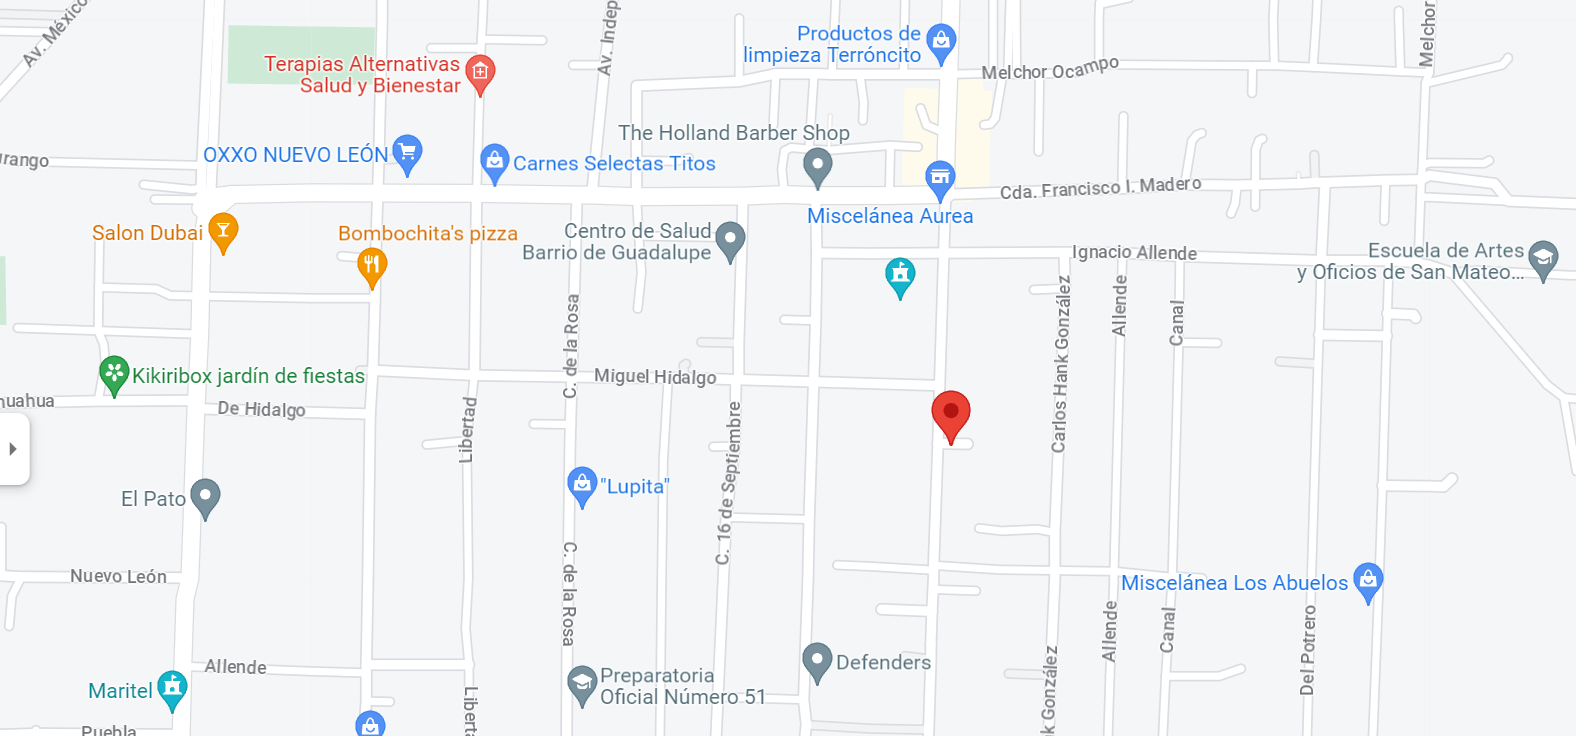 Av. México
Av. Indep
Melchor
Productos de
limpieza Terróncito
Terapias Alternativas
Salud y Bienestar
Melchor Ocampo
The Holland Barber Shop
OXXO NUEVO LEÓN
Carnes Selectas Titos
urango
Cda. Francisco I. Madero
Miscelánea Aurea
Salon Dubai
Bombochita's pizza
Centro de Salud
Barrio de Guadalupe
Ignacio Allende
Escuela de Artes
y Oficios de San Mateo...
C. de la Rosa
Carlos Hank González
Allende
Canal
Kikiribox jardín de fiestas
Miguel Hidalgo
huahua
De Hidalgo
Libertad
C. 16 de Septiembre
El Pato
"Lupita"
C. de la Rosa
Nuevo León
Miscelánea Los Abuelos
Allende
Canal
Del Potrero
Allende
Defenders
Preparatoria
Oficial Número 51
Maritel
Liberta
nk González
Puebla